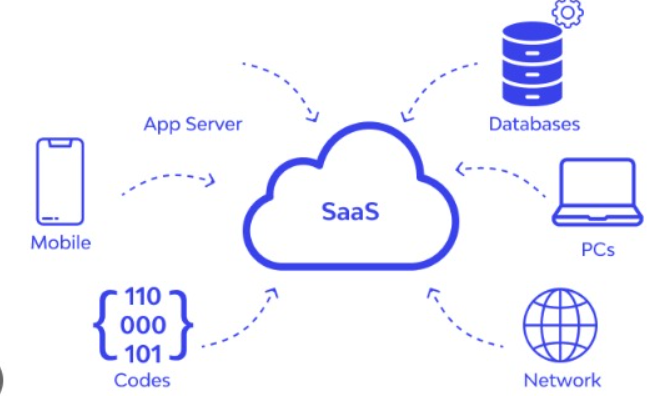 App Server
Databases
SaaS
Mobile
PCs
110
000
101
Codes
Network